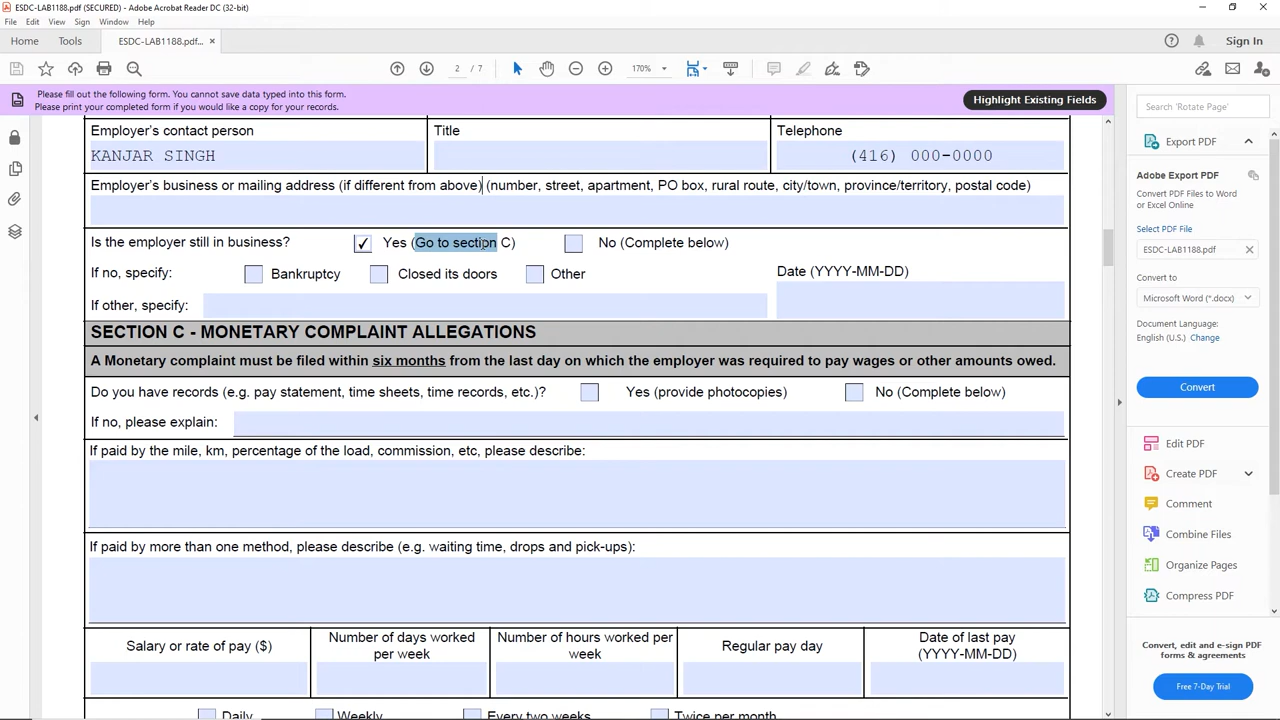 ESDC-LAB1188.pdf (SECURED) - Adobe Acrobat Reader DC (32-bit)
File Edit View Sign Window Help
Home Tools ESDC-LAB1188.pdf... × Sign In
2 / 7 170%
Please fill out the following form. You cannot save data typed into this form.
Please print your completed form if you would like a copy for your records.
Highlight Existing Fields
Employer's contact person Title Telephone
KANJAR SINGH (416) 000-0000
Employer's business or mailing address (if different from above) (number, street, apartment, PO box, rural route, city/town, province/territory, postal code)
Is the employer still in business? Yes (Go to section C) No (Complete below)
If no, specify: Bankruptcy Closed its doors Other Date (YYYY-MM-DD)
If other, specify:
SECTION C - MONETARY COMPLAINT ALLEGATIONS
A Monetary complaint must be filed within six months from the last day on which the employer was required to pay wages or other amounts owed.
Do you have records (e.g. pay statement, time sheets, time records, etc.)? Yes (provide photocopies) No (Complete below)
If no, please explain:
If paid by the mile, km, percentage of the load, commission, etc, please describe:
If paid by more than one method, please describe (e.g. waiting time, drops and pick-ups):
Salary or rate of pay ($)
Number of days worked
per week
Number of hours worked per
week
Regular pay day
Date of last pay
(YYYY-MM-DD)
Daily Weekly Every two weeks Twice per month
Search 'Rotate Page'
Export PDF
Adobe Export PDF
Convert PDF Files to Word
or Excel Online
Select PDF File
ESDC-LAB1188.pdf
Convert to
Microsoft Word (*.docx)
Document Language:
English (U.S.) Change
Convert
Edit PDF
Create PDF
Comment
Combine Files
Organize Pages
Compress PDF
Convert, edit and e-sign PDF
forms & agreements
Free 7-Day Trial